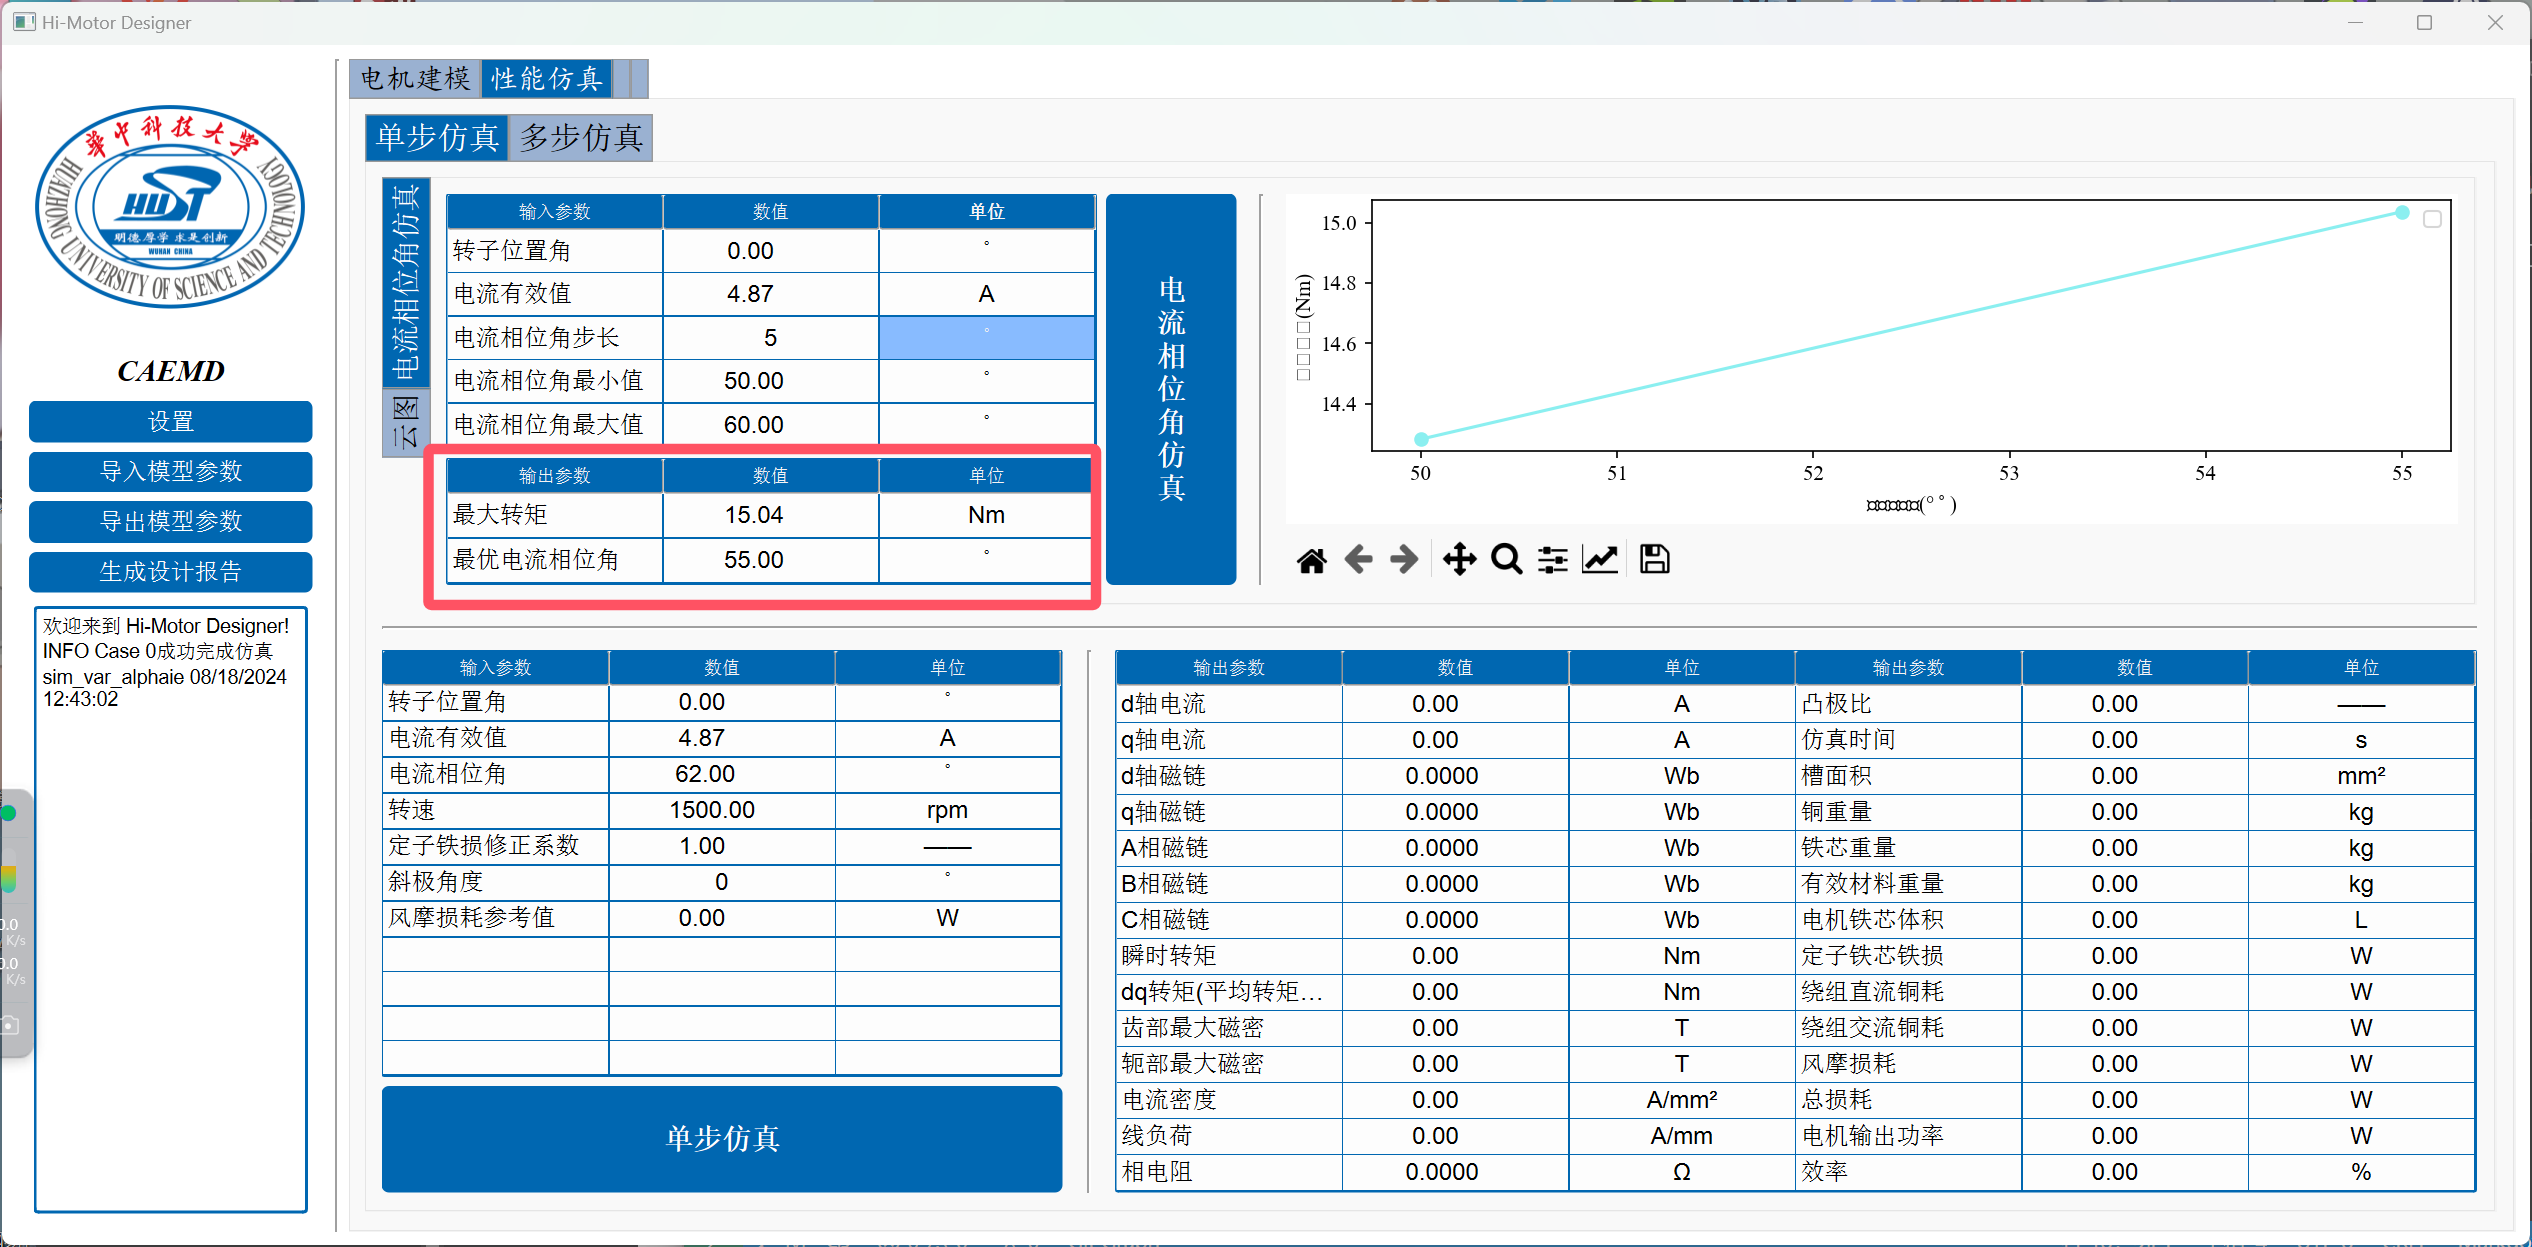 Hi-Motor Designer
華中科技大学
HUAZHONG UNIVERSITY OF SCIENCE AND TECHNOLOGY
HUST
明德厚学 求是创新
WUHAN CHINA
CAEMD
设置
导入模型参数
导出模型参数
生成设计报告
欢迎来到 Hi-Motor Designer!
INFO Case 0成功完成仿真
sim_var_alphaie 08/18/2024
12:43:02
电机建模 性能仿真
单步仿真 多步仿真
电流相位角仿真
云图
输入参数 数值 单位
转子位置角 0.00 °
电流有效值 4.87 A
电流相位角步长 5 °
电流相位角最小值 50.00 °
电流相位角最大值 60.00 °
输出参数 数值 单位
最大转矩 15.04 Nm
最优电流相位角 55.00 °
电流相位角仿真
15.0
14.8
14.6
14.4
□□□□(Nm)
50 51 52 53 54 55
□□□□□(°˚)
输入参数 数值 单位
转子位置角 0.00 °
电流有效值 4.87 A
电流相位角 62.00 °
转速 1500.00 rpm
定子铁损修正系数 1.00 ——
斜极角度 0 °
风摩损耗参考值 0.00 W
单步仿真
输出参数 数值 单位 输出参数 数值 单位
d轴电流 0.00 A 凸极比 0.00 ——
q轴电流 0.00 A 仿真时间 0.00 s
d轴磁链 0.0000 Wb 槽面积 0.00 mm²
q轴磁链 0.0000 Wb 铜重量 0.00 kg
A相磁链 0.0000 Wb 铁芯重量 0.00 kg
B相磁链 0.0000 Wb 有效材料重量 0.00 kg
C相磁链 0.0000 Wb 电机铁芯体积 0.00 L
瞬时转矩 0.00 Nm 定子铁芯铁损 0.00 W
dq转矩(平均转矩… 0.00 Nm 绕组直流铜耗 0.00 W
齿部最大磁密 0.00 T 绕组交流铜耗 0.00 W
轭部最大磁密 0.00 T 风摩损耗 0.00 W
电流密度 0.00 A/mm² 总损耗 0.00 W
线负荷 0.00 A/mm 电机输出功率 0.00 W
相电阻 0.0000 Ω 效率 0.00 %
0.0
K/s
0.0
K/s